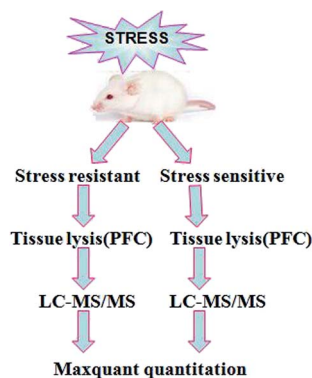 STRESS
Stress resistant Stress sensitive
Tissue lysis(PFC) Tissue lysis(PFC)
LC-MS/MS LC-MS/MS
Maxquant quantitation